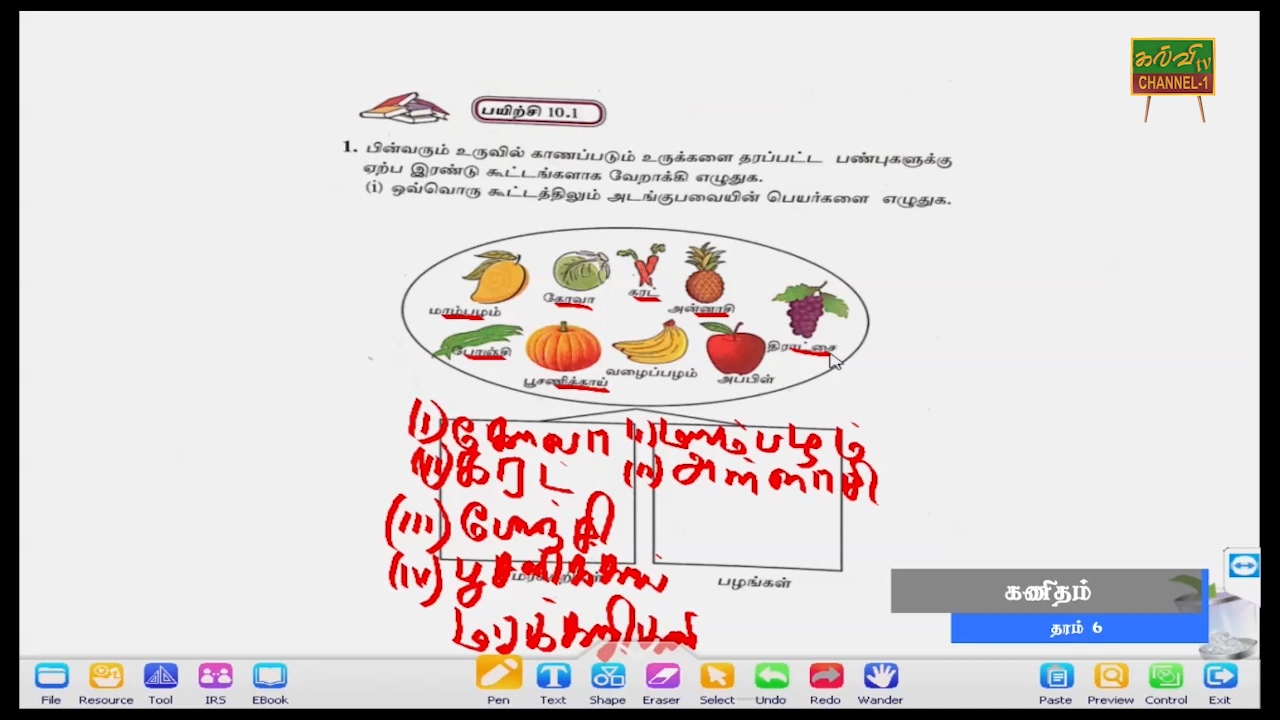 கல்வி tv
CHANNEL-1
பயிற்சி 10.1
1. பின்வரும் உருவில் காணப்படும் உருக்களை தரப்பட்ட பண்புகளுக்கு
ஏற்ப இரண்டு கூட்டங்களாக வேறாக்கி எழுதுக.
(i) ஒவ்வொரு கூட்டத்திலும் அடங்குபவையின் பெயர்களை எழுதுக.
மாம்பழம் கோவா கரட் அன்னாசி
போஞ்சி பூசணிக்காய் வாழைப்பழம் அப்பிள் திராட்சை
(i) கோவா (i) மாம்பழம்
(ii) கரட் (ii) அன்னாசி
(iii) போஞ்சி
(iv) பூசணிக்காய்
பழங்கள்
மரக்கறிகள்
கணிதம்
தரம் 6
File Resource Tool IRS EBook Pen Text Shape Eraser Select Undo Redo Wander Paste Preview Control Exit